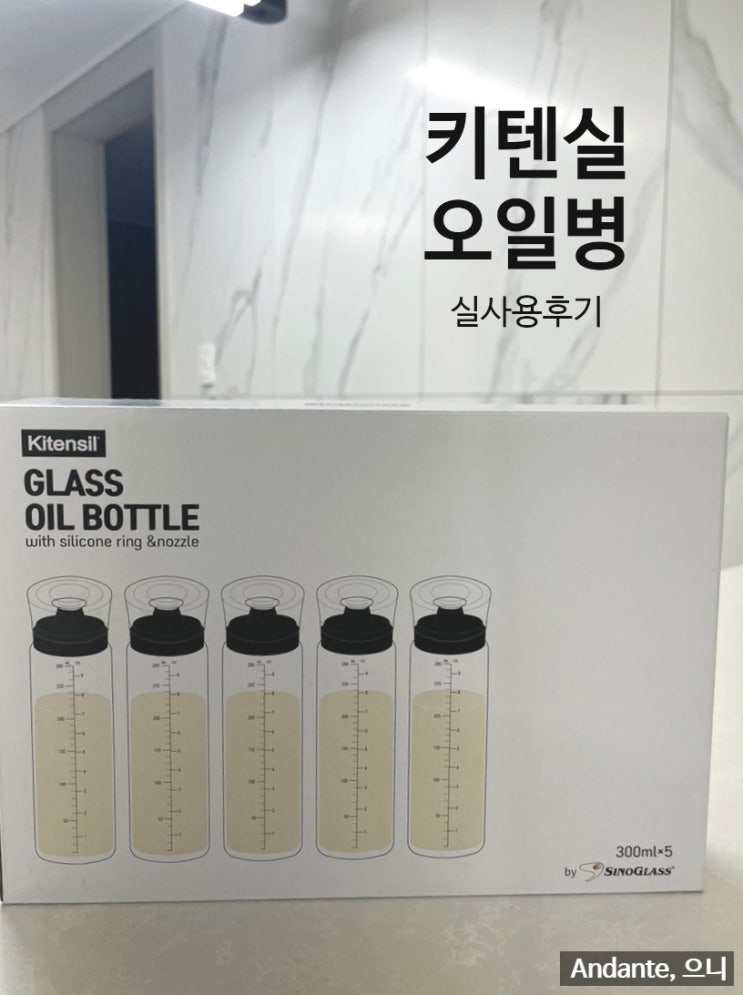 키텐실
오일병
실사용후기
Kitensil
GLASS
OIL BOTTLE
with silicone ring &nozzle
300ml×5
by SINOGLASS
Andante, 으니